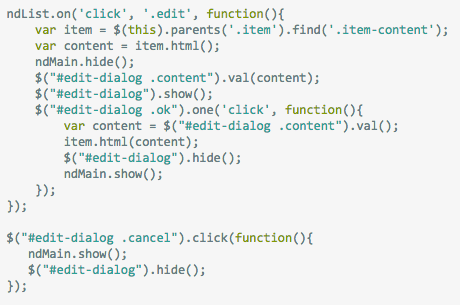 ndList.on('click', '.edit', function(){
    var item = $(this).parents('.item').find('.item-content');
    var content = item.html();
    ndMain.hide();
    $("#edit-dialog .content").val(content);
    $("#edit-dialog").show();
    $("#edit-dialog .ok").one('click', function(){
        var content = $("#edit-dialog .content").val();
        item.html(content);
        $("#edit-dialog").hide();
        ndMain.show();
    });
});

$("#edit-dialog .cancel").click(function(){
   ndMain.show();
   $("#edit-dialog").hide();
});